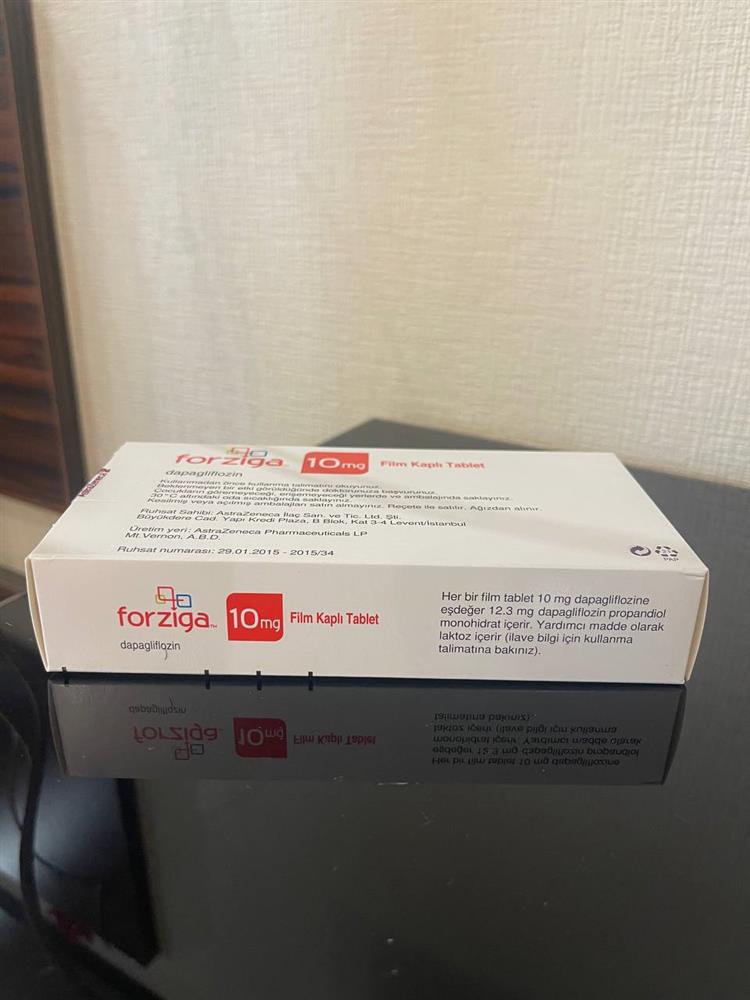 forziga
10mg
Film Kaplı Tablet
dapagliflozin
Kullanmadan önce kullanma talimatını okuyunuz.
Beklenmeyen bir etki görüldüğünde doktorunuza başvurunuz.
Çocukların göremeyeceği, erişemeyeceği yerlerde ve ambalajında saklayınız.
30°C altındaki oda sıcaklığında saklayınız. Reçete ile satılır. Ağızdan alınır.
Kesilmiş veya açılmış ambalajları satın almayınız.
Ruhsat Sahibi: AstraZeneca İlaç San. ve Tic. Ltd. Şti.
Büyükdere Cad. Yapı Kredi Plaza, B Blok, Kat 3-4 Levent/İstanbul
Üretim yeri: AstraZeneca Pharmaceuticals LP
Mt. Vernon, A.B.D.
Ruhsat numarası: 29.01.2015 - 2015/34
21
PAP
forziga™
10mg
Film Kaplı Tablet
dapagliflozin
Her bir film tablet 10 mg dapagliflozine
eşdeğer 12.3 mg dapagliflozin propandiol
monohidrat içerir. Yardımcı madde olarak
laktoz içerir (ilave bilgi için kullanma
talimatına bakınız).